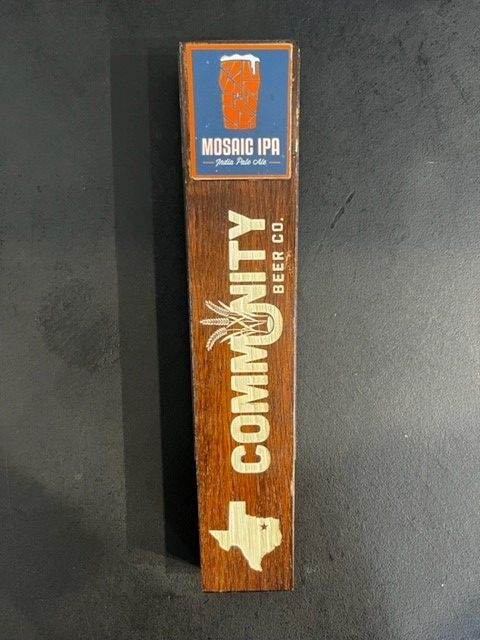 MOSAIC IPA
India Pale Ale
COMMUNITY
BEER CO.